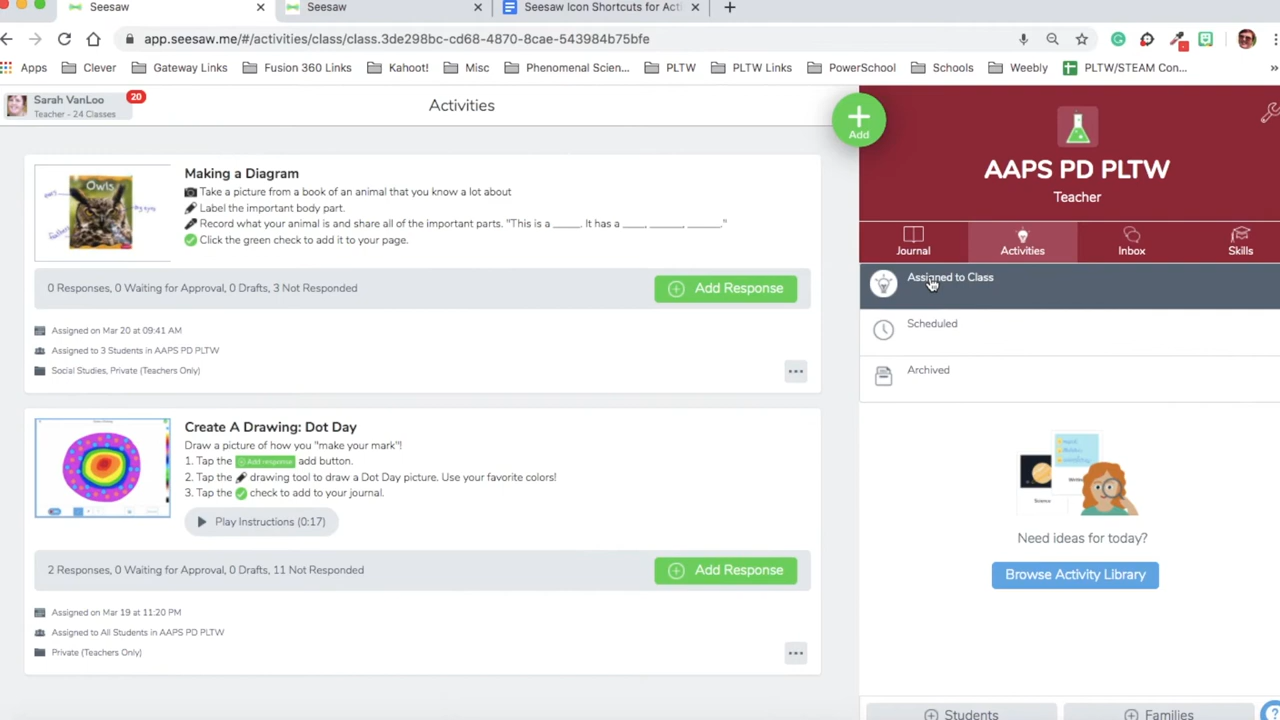 Seesaw
Seesaw
Seesaw Icon Shortcuts for Acti
app.seesaw.me/#/activities/class/class.3de298bc-cd68-4870-8cae-543984b75bfe
Apps
Clever
Gateway Links
Fusion 360 Links
Kahoot!
Misc
Phenomenal Scien...
PLTW
PLTW Links
PowerSchool
Schools
Weebly
PLTW/STEAM Con...
»
Sarah VanLoo
Teacher - 24 Classes
20
Activities
Add
AAPS PD PLTW
Teacher
Journal
Activities
Inbox
Skills
Assigned to Class
Scheduled
Archived
Need ideas for today?
Browse Activity Library
Students
Families
Making a Diagram
Take a picture from a book of an animal that you know a lot about
Label the important body part.
Record what your animal is and share all of the important parts. "This is a _____. It has a ____, ______, ______."
Click the green check to add it to your page.
Owls
0 Responses, 0 Waiting for Approval, 0 Drafts, 3 Not Responded
Add Response
Assigned on Mar 20 at 09:41 AM
Assigned to 3 Students in AAPS PD PLTW
Social Studies, Private (Teachers Only)
Create A Drawing: Dot Day
Draw a picture of how you "make your mark"!
1. Tap the Add response add button.
2. Tap the drawing tool to draw a Dot Day picture. Use your favorite colors!
3. Tap the check to add to your journal.
Play Instructions (0:17)
2 Responses, 0 Waiting for Approval, 0 Drafts, 11 Not Responded
Add Response
Assigned on Mar 19 at 11:20 PM
Assigned to All Students in AAPS PD PLTW
Private (Teachers Only)
Science